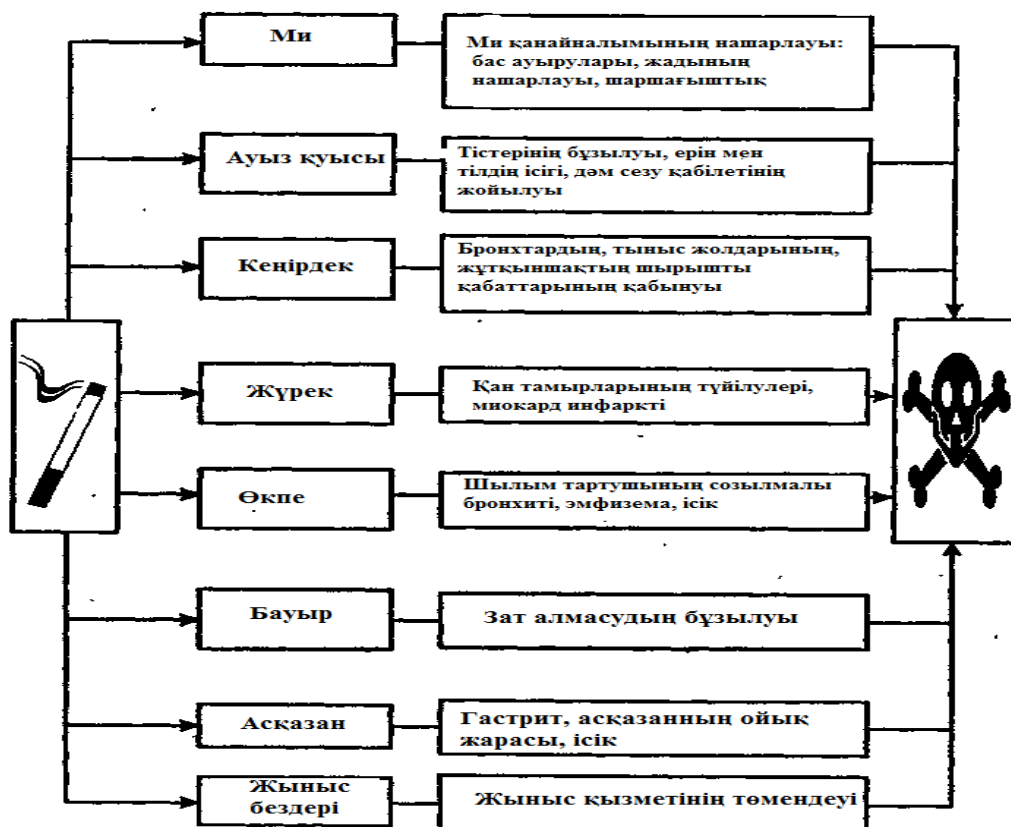 Ми
Ми қанайналымының нашарлауы:
бас ауырулары, жадының
нашарлауы, шаршағыштық
Ауыз қуысы
Тістерінің бұзылуы, ерін мен
тілдің ісігі, дәм сезу қабілетінің
жойылуы
Кеңірдек
Бронхтардың, тыныс жолдарының,
жұтқыншақтың шырышты
қабаттарының қабынуы
Жүрек
Қан тамырларының түйілулері,
миокард инфаркті
Өкпе
Шылым тартушының созылмалы
бронхиті, эмфизема, ісік
Бауыр
Зат алмасудың бұзылуы
Асқазан
Гастрит, асқазанның ойық
жарасы, ісік
Жыныс
бездері
Жыныс қызметінің төмендеуі